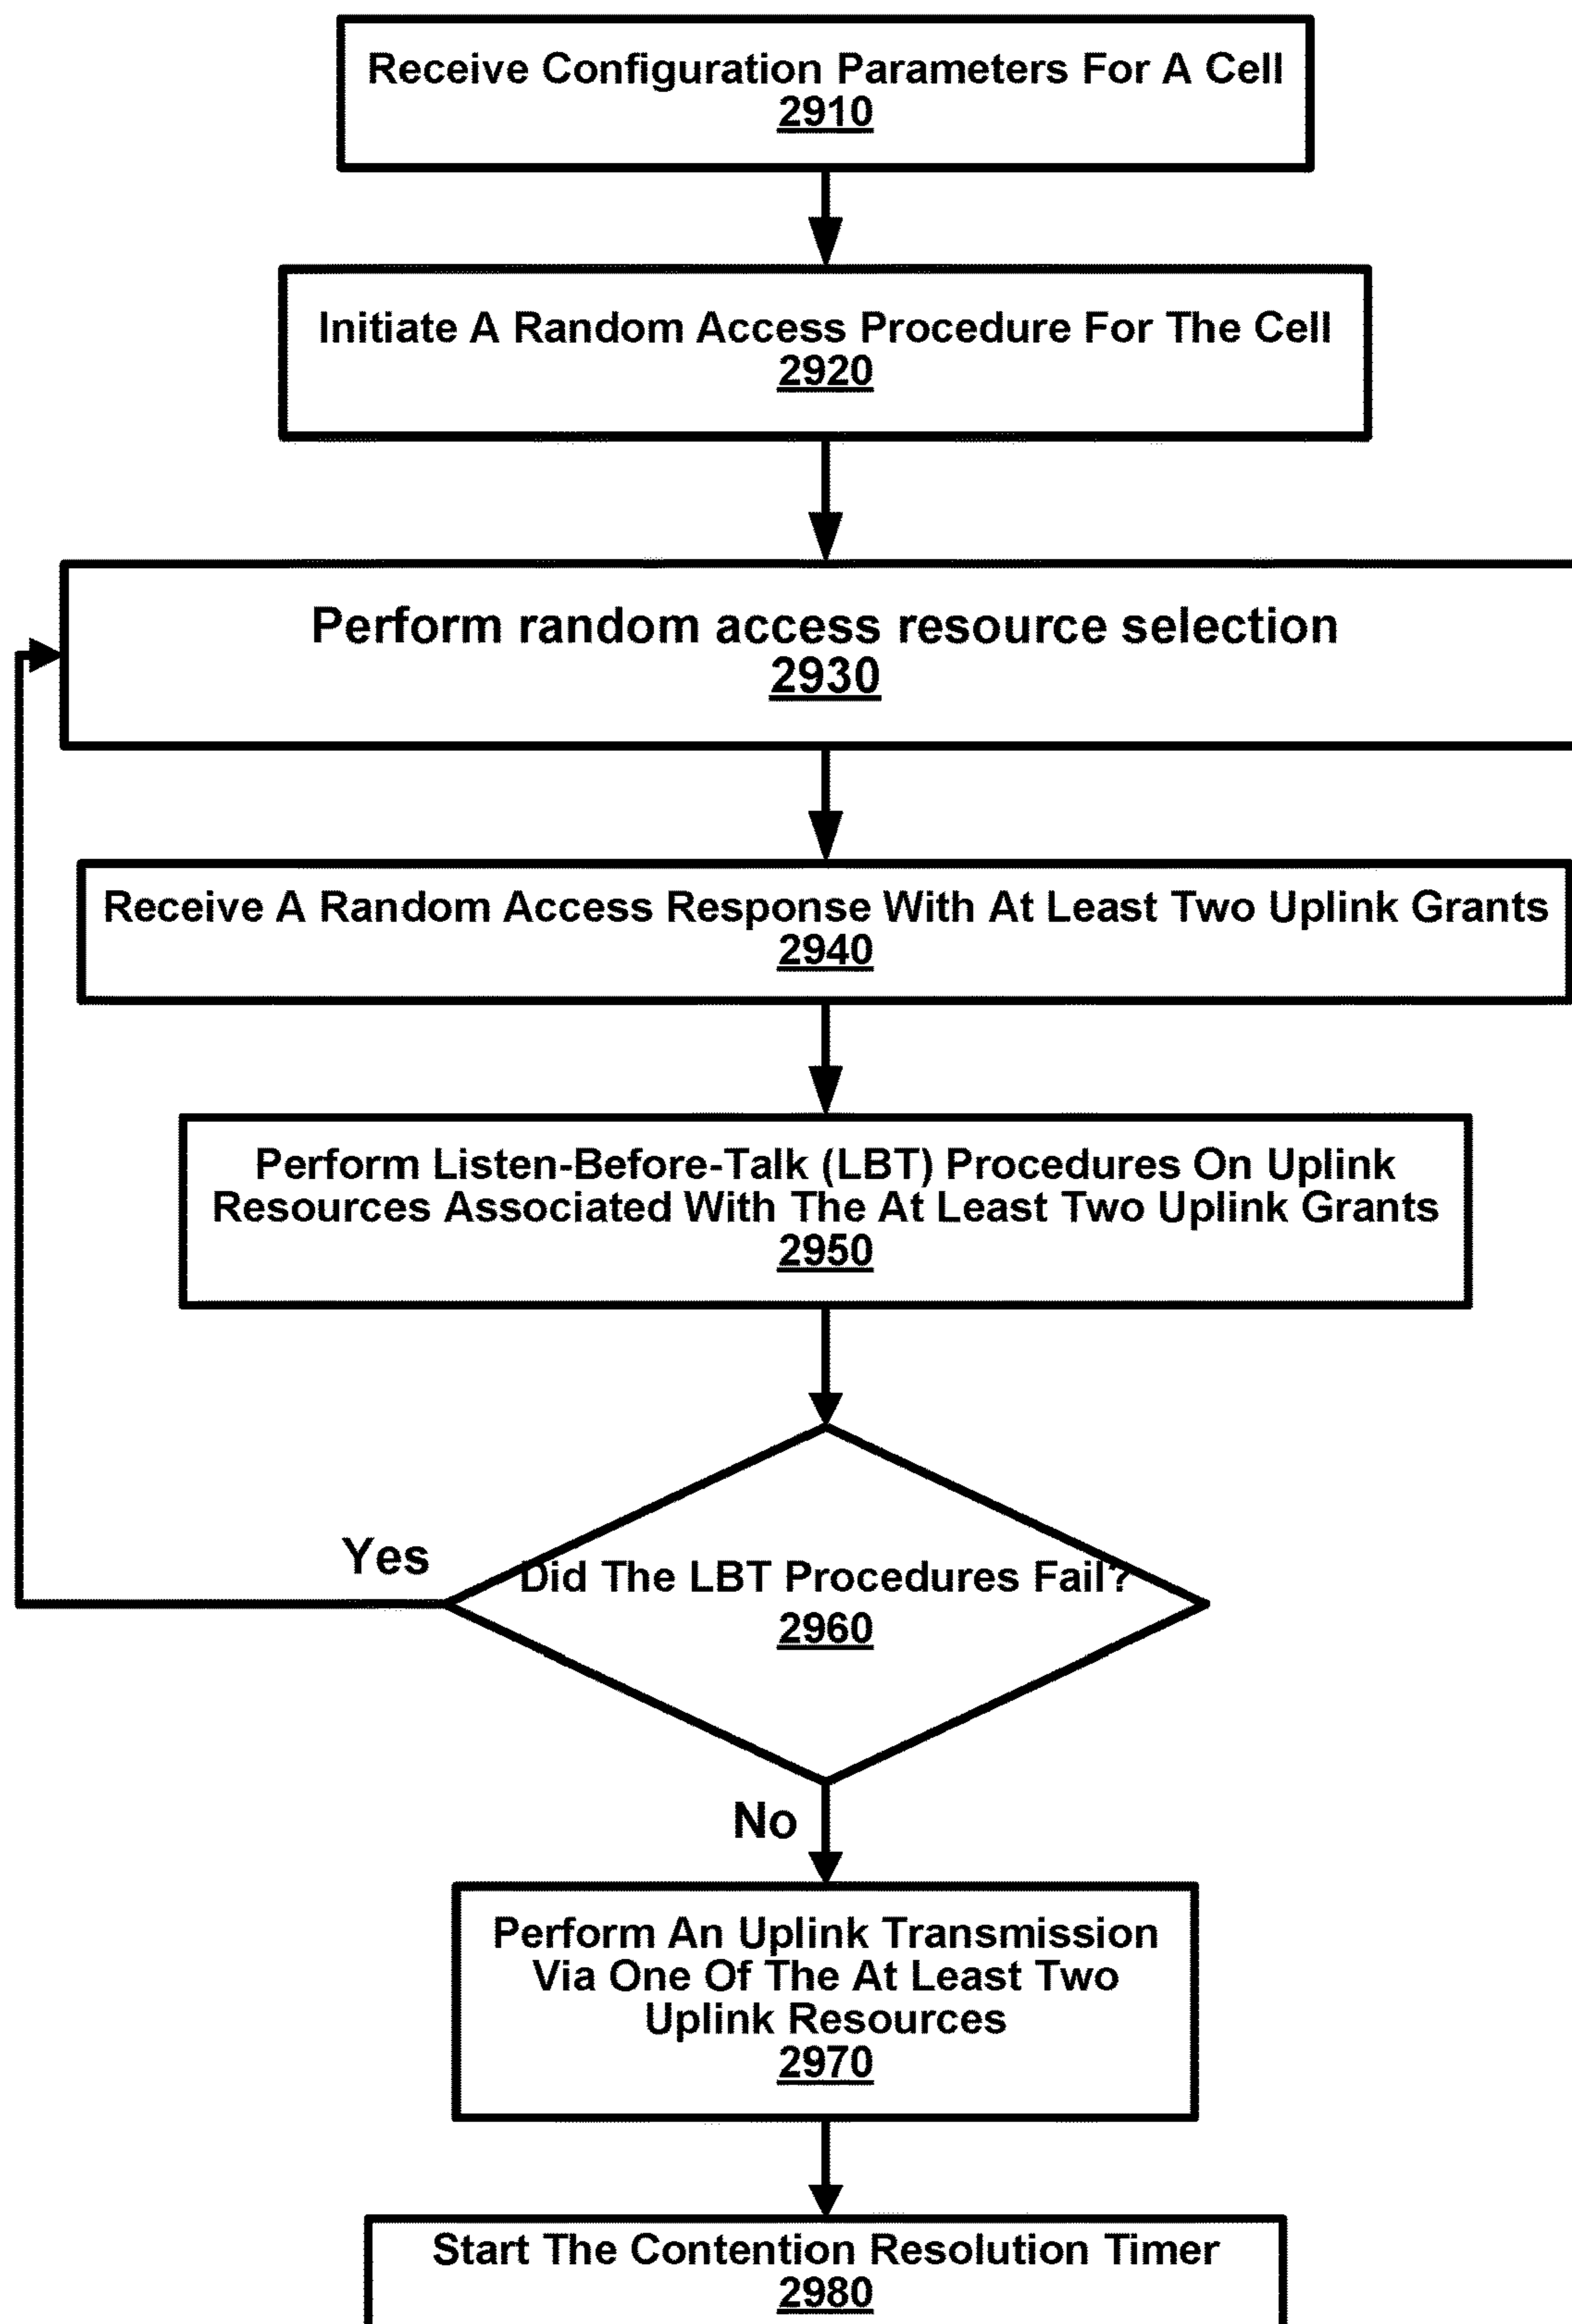 Receive Configuration Parameters For A Cell
2910
Initiate A Random Access Procedure For The Cell
2920
Perform random access resource selection
2930
Receive A Random Access Response With At Least Two Uplink Grants
2940
Perform Listen-Before-Talk (LBT) Procedures On Uplink
Resources Associated With The At Least Two Uplink Grants
2950
Yes
Did The LBT Procedures Fail?
2960
No
Perform An Uplink Transmission
Via One Of The At Least Two
Uplink Resources
2970
Start The Contention Resolution Timer
2980